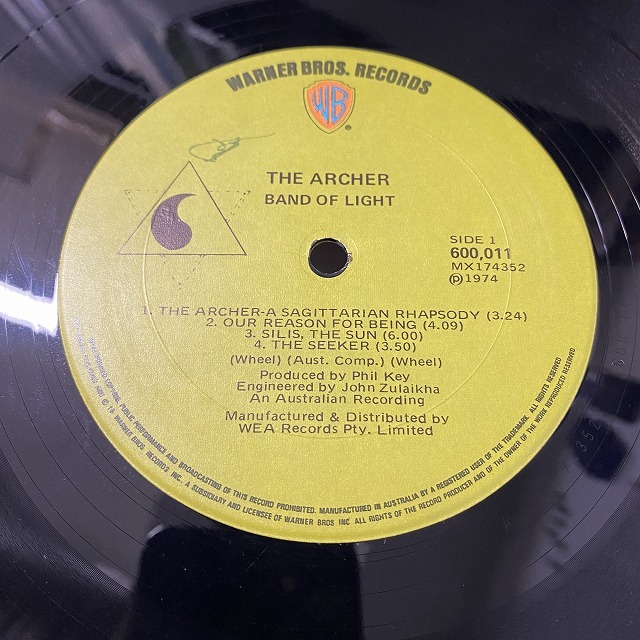 WARNER BROS. RECORDS
WB
®
THE ARCHER
BAND OF LIGHT
SIDE 1
600,011
MX174352
℗1974
1. THE ARCHER-A SAGITTARIAN RHAPSODY (3.24)
2. OUR REASON FOR BEING (4.09)
3. SILIS, THE SUN (6.00)
4. THE SEEKER (3.50)
(Wheel) (Aust. Comp.) (Wheel)
Produced by Phil Key
Engineered by John Zulaikha
An Australian Recording
Manufactured & Distributed by
WEA Records Pty. Limited
PUBLIC PERFORMANCE AND BROADCASTING OF THIS RECORD PROHIBITED. MANUFACTURED IN AUSTRALIA BY A REGISTERED USER OF THE TRADEMARK. ALL RIGHTS RESERVED
WARNER BROS RECORDS INC. A SUBSIDIARY AND LICENSEE OF WARNER BROS INC ALL RIGHTS OF THE RECORD PRODUCER AND OF THE OWNER OF THE WORK REPRODUCED RESERVED